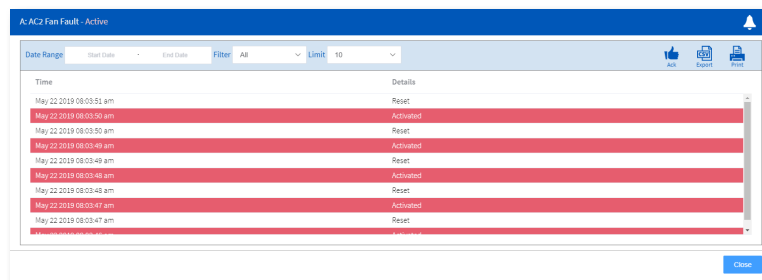 A: AC2 Fan Fault - Active
Date Range Start Date - End Date Filter All Limit 10
Ack Export Print
CSV
Time Details
May 22 2019 08:03:51 am Reset
May 22 2019 08:03:50 am Activated
May 22 2019 08:03:50 am Reset
May 22 2019 08:03:49 am Activated
May 22 2019 08:03:49 am Reset
May 22 2019 08:03:48 am Activated
May 22 2019 08:03:48 am Reset
May 22 2019 08:03:47 am Activated
May 22 2019 08:03:47 am Reset
Close